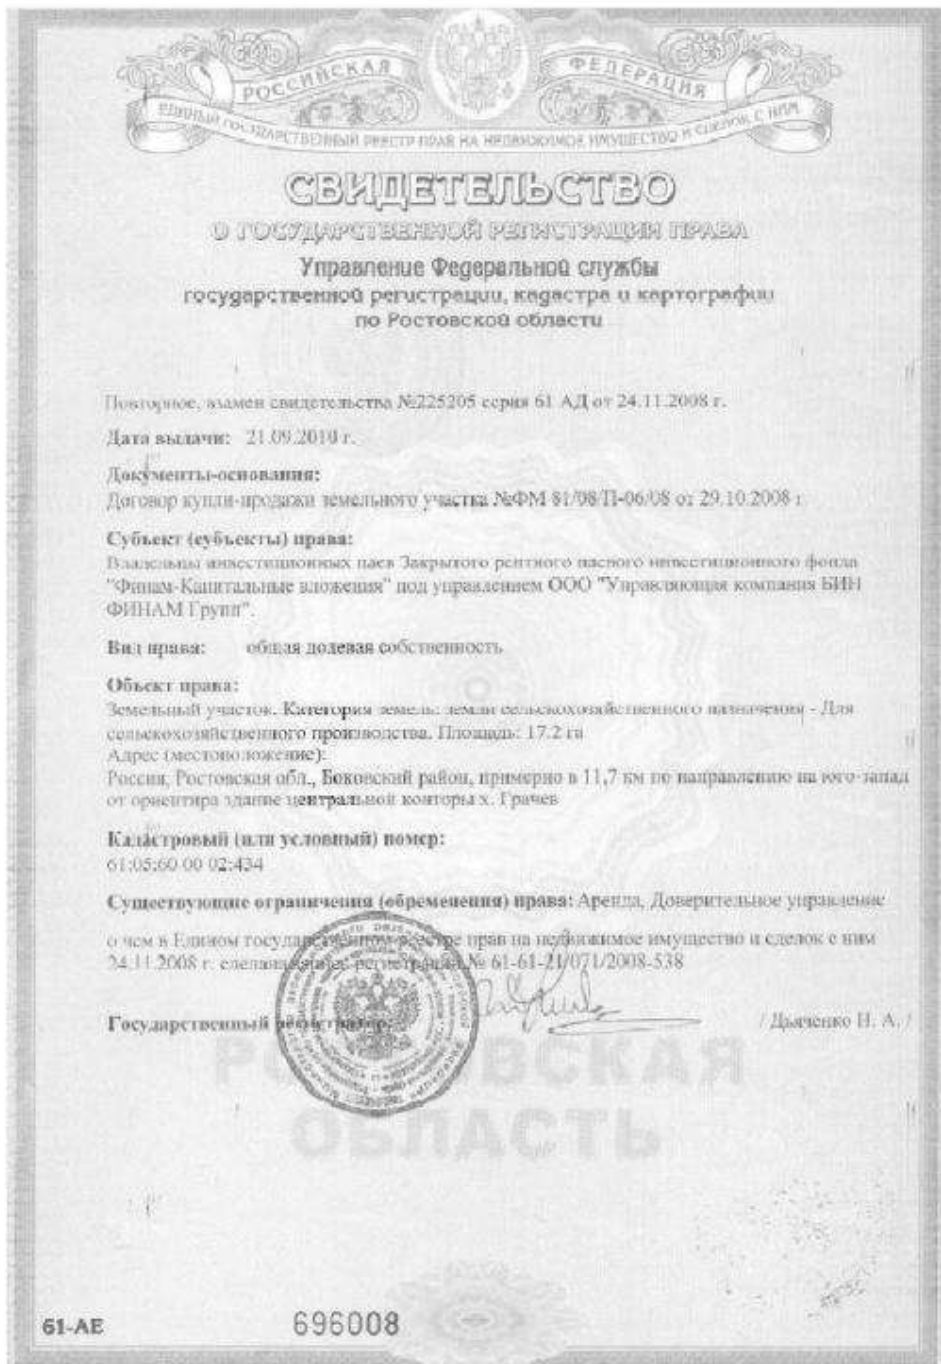 РОССИЙСКАЯ ФЕДЕРАЦИЯ
ЕДИНЫЙ ГОСУДАРСТВЕННЫЙ РЕЕСТР ПРАВ НА НЕДВИЖИМОЕ ИМУЩЕСТВО И СДЕЛОК С НИМ
СВИДЕТЕЛЬСТВО
О ГОСУДАРСТВЕННОЙ РЕГИСТРАЦИИ ПРАВА
Управление Федеральной службы
государственной регистрации, кадастра и картографии
по Ростовской области
Повторное, взамен свидетельства №225205 серия 61 АД от 24.11.2008 г.
Дата выдачи: 21.09.2010 г.
Документы-основания:
Договор купли-продажи земельного участка №ФМ 81/08/П-06/08 от 29.10.2008 г.
Субъект (субъекты) права:
Владельцы инвестиционных паев Закрытого рентного паевого инвестиционного фонда
"Финам-Капитальные вложения" под управлением ООО "Управляющая компания БИН
ФИНАМ Групп".
Вид права: общая долевая собственность
Объект права:
Земельный участок. Категория земель: земли сельскохозяйственного назначения - Для
сельскохозяйственного производства. Площадь: 17.2 га
Адрес (местоположение):
Россия, Ростовская обл., Боковский район, примерно в 11,7 км по направлению на юго-запад
от ориентира здание центральной конторы х. Грачев
Кадастровый (или условный) номер:
61:05:60 00 02:434
Существующие ограничения (обременения) права: Аренда, Доверительное управление
о чем в Едином государственном реестре прав на недвижимое имущество и сделок с ним
24.11.2008 г. сделана запись регистрации № 61-61-21/071/2008-538
Государственный регистратор / Дьяченко Н. А. /
РОСТОВСКАЯ
ОБЛАСТЬ
61-АЕ 696008